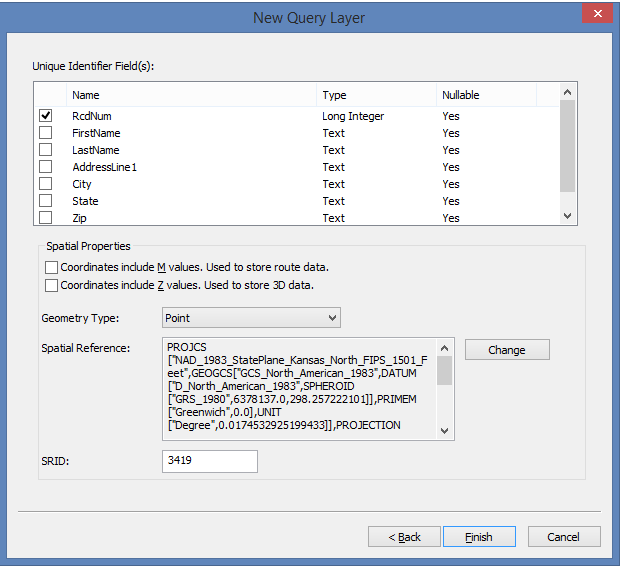 New Query Layer
Unique Identifier Field(s):
Name Type Nullable
RcdNum Long Integer Yes
FirstName Text Yes
LastName Text Yes
AddressLine1 Text Yes
City Text Yes
State Text Yes
Zip Text Yes
Spatial Properties
Coordinates include M values. Used to store route data.
Coordinates include Z values. Used to store 3D data.
Geometry Type: Point
Spatial Reference: PROJCS
["NAD_1983_StatePlane_Kansas_North_FIPS_1501_F
eet",GEOGCS["GCS_North_American_1983",DATUM
["D_North_American_1983",SPHEROID
["GRS_1980",6378137.0,298.257222101]],PRIMEM
["Greenwich",0.0],UNIT
["Degree",0.0174532925199433]],PROJECTION
Change
SRID: 3419
< Back Finish Cancel